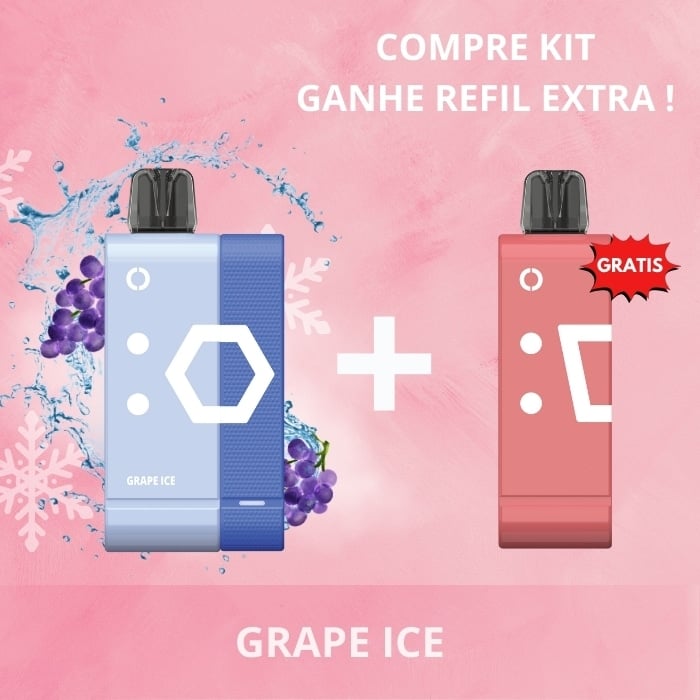 COMPRE KIT
GANHE REFIL EXTRA !
GRATIS
GRAPE ICE
GRAPE ICE